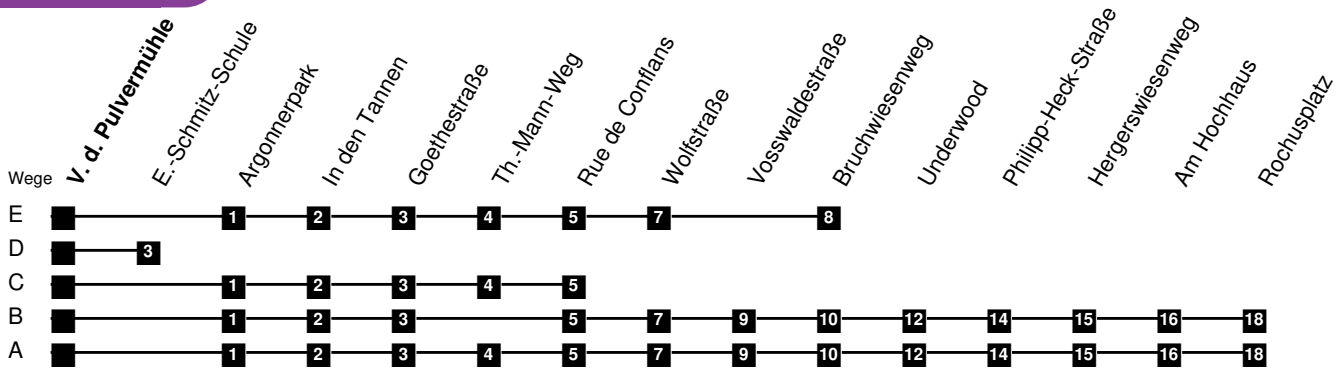 V. d. Pulvermühle
E.-Schmitz-Schule
Argonnerpark
In den Tannen
Goethestraße
Th.-Mann-Weg
Rue de Conflans
Wolfstraße
Vosswaldestraße
Bruchwiesenweg
Underwood
Philipp-Heck-Straße
Hergerswiesenweg
Am Hochhaus
Rochusplatz
Wege
E 1 2 3 4 5 7 8
D 3
C 1 2 3 4 5
B 1 2 3 5 7 9 10 12 14 15 16 18
A 1 2 3 4 5 7 9 10 12 14 15 16 18